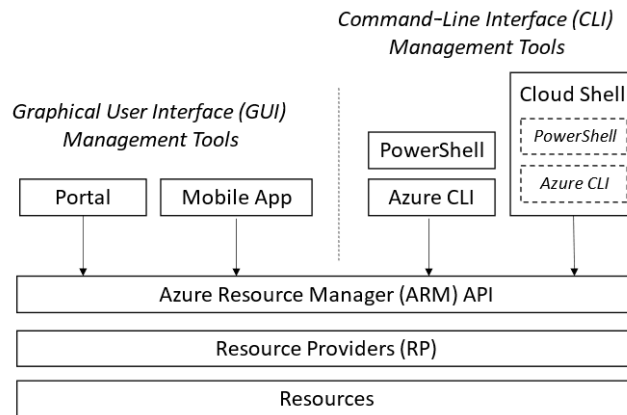 Command-Line Interface (CLI)
Management Tools
Graphical User Interface (GUI)
Management Tools
Cloud Shell
PowerShell
PowerShell
Azure CLI
Portal
Mobile App
Azure CLI
Azure Resource Manager (ARM) API
Resource Providers (RP)
Resources